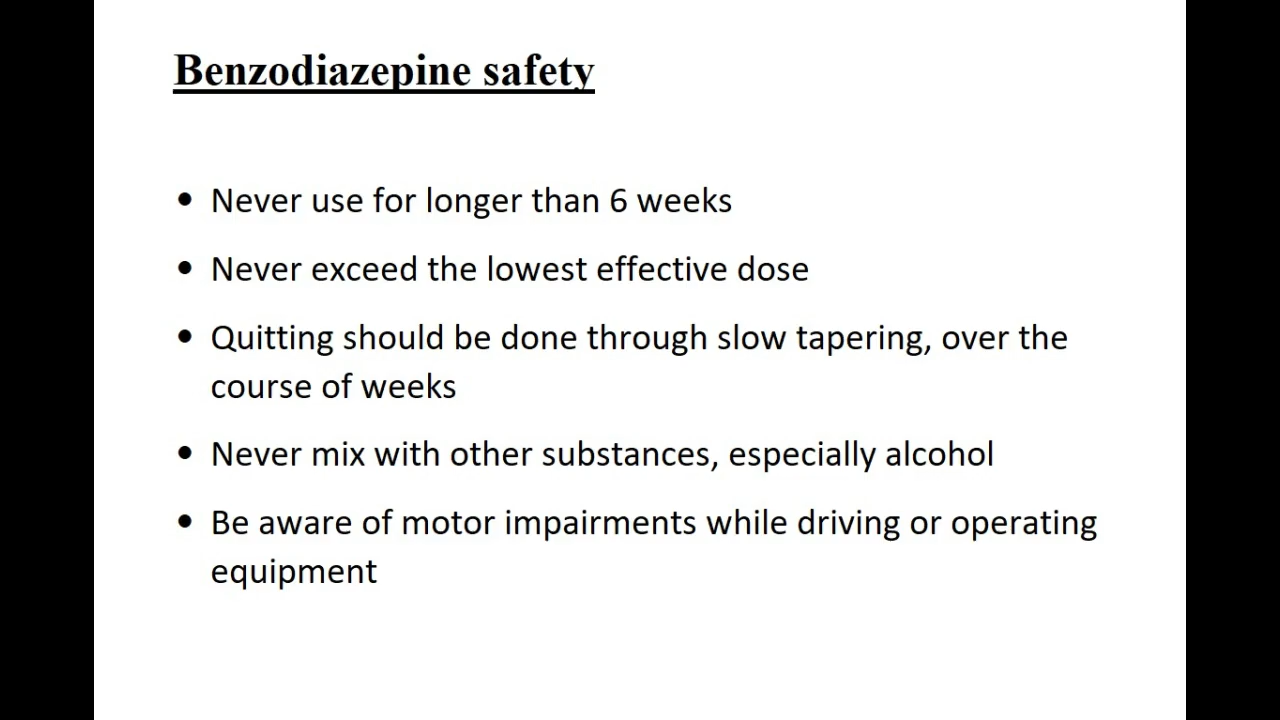 Benzodiazepine safety
• Never use for longer than 6 weeks
• Never exceed the lowest effective dose
• Quitting should be done through slow tapering, over the
course of weeks
• Never mix with other substances, especially alcohol
• Be aware of motor impairments while driving or operating
equipment